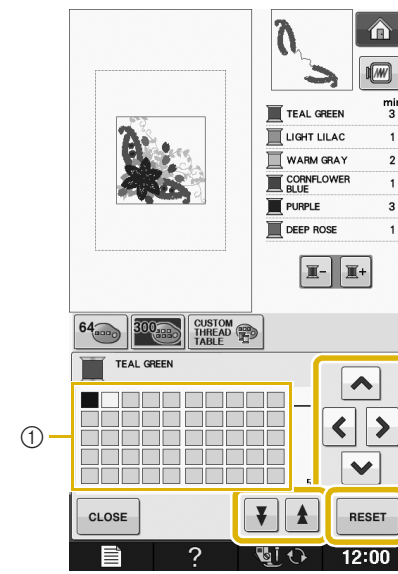 min
TEAL GREEN 3
LIGHT LILAC 1
WARM GRAY 2
CORNFLOWER
BLUE 1
PURPLE 3
DEEP ROSE 1
64
300
CUSTOM
THREAD
TABLE
TEAL GREEN
①
CLOSE
RESET
?
12:00